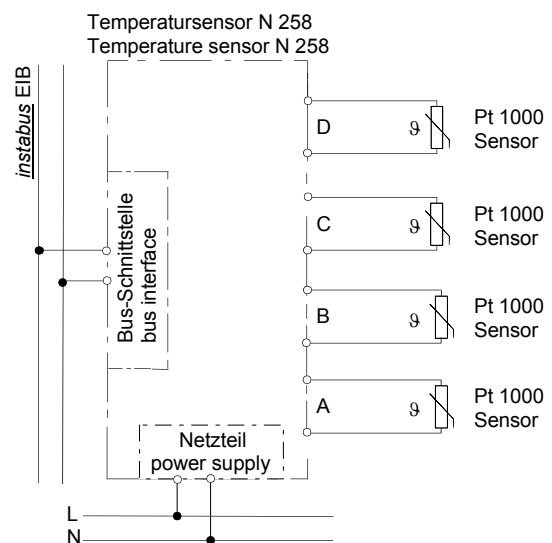 Temperatursensor N 258
Temperature sensor N 258
instabus EIB
Bus-Schnittstelle
bus interface
D
ϑ
Pt 1000
Sensor
C
ϑ
Pt 1000
Sensor
B
ϑ
Pt 1000
Sensor
A
ϑ
Pt 1000
Sensor
Netzteil
power supply
L
N